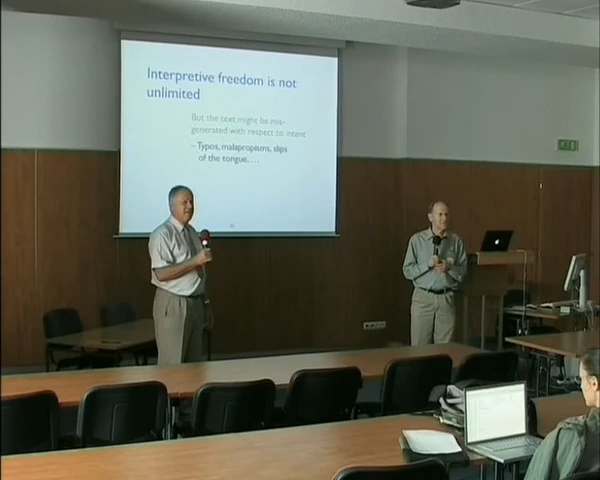 Interpretive freedom is not
unlimited
But the text might be mis-
generated with respect to intent
– Typos, malapropisms, slips
of the tongue, …